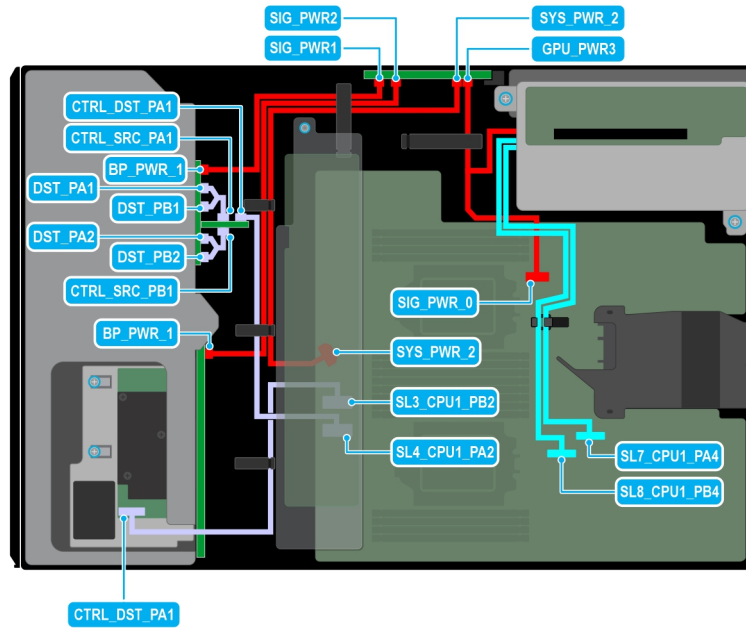 SIG_PWR2
SYS_PWR_2
SIG_PWR1
GPU_PWR3
CTRL_DST_PA1
CTRL_SRC_PA1
BP_PWR_1
DST_PA1
DST_PB1
DST_PA2
DST_PB2
CTRL_SRC_PB1
SIG_PWR_0
BP_PWR_1
SYS_PWR_2
SL3_CPU1_PB2
SL4_CPU1_PA2
SL7_CPU1_PA4
SL8_CPU1_PB4
CTRL_DST_PA1